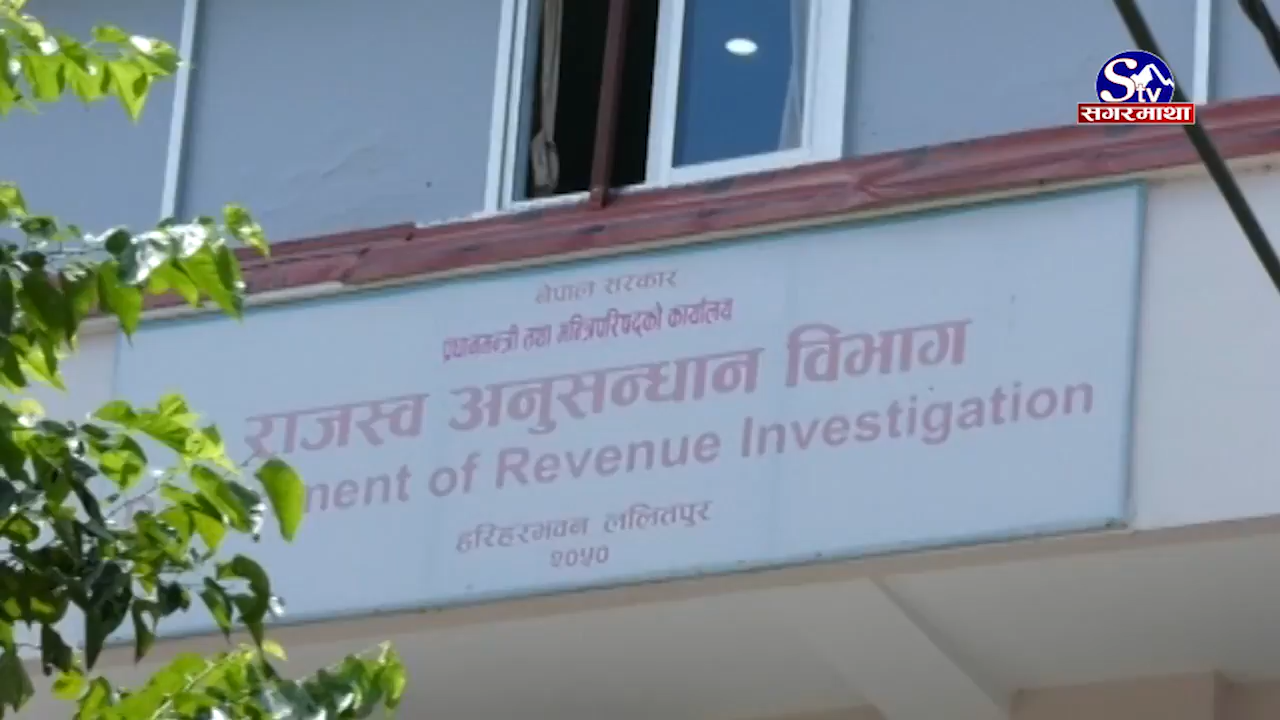 STV
सगरमाथा
नेपाल सरकार
प्रधानमन्त्री तथा मन्त्रिपरिषद्को कार्यालय
राजस्व अनुसन्धान विभाग
ment of Revenue Investigation
हरिहरभवन ललितपुर
२०५०